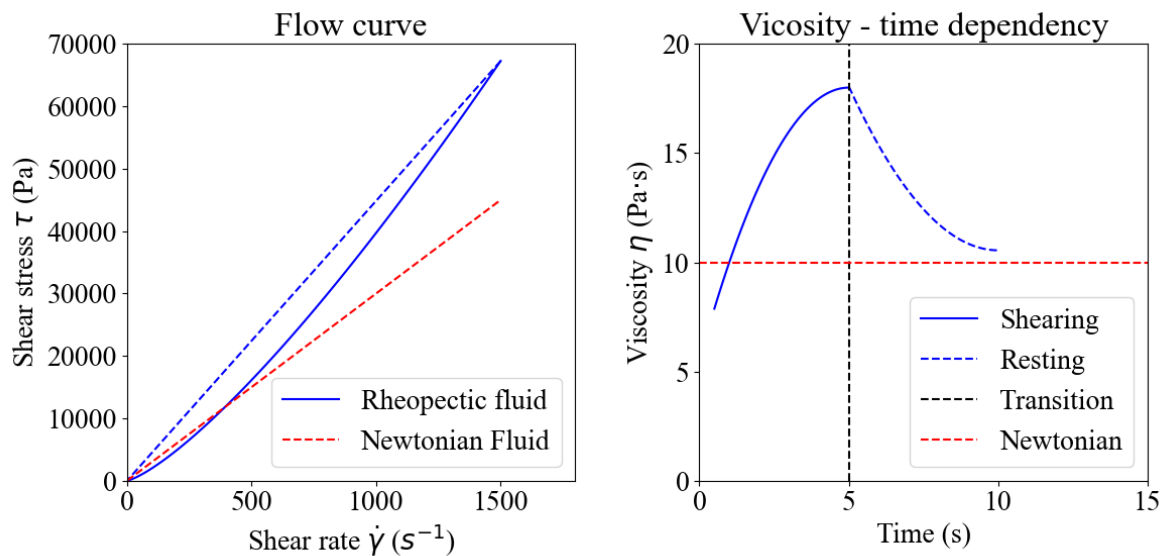 Flow curve
70000
60000
50000
40000
30000
20000
10000
0
0 500 1000 1500
Shear stress τ (Pa)
Shear rate γ̇ (s⁻¹)
Rheopectic fluid
Newtonian Fluid
Vicosity - time dependency
20
15
10
5
0
0 5 10 15
Viscosity η (Pa·s)
Time (s)
Shearing
Resting
Transition
Newtonian